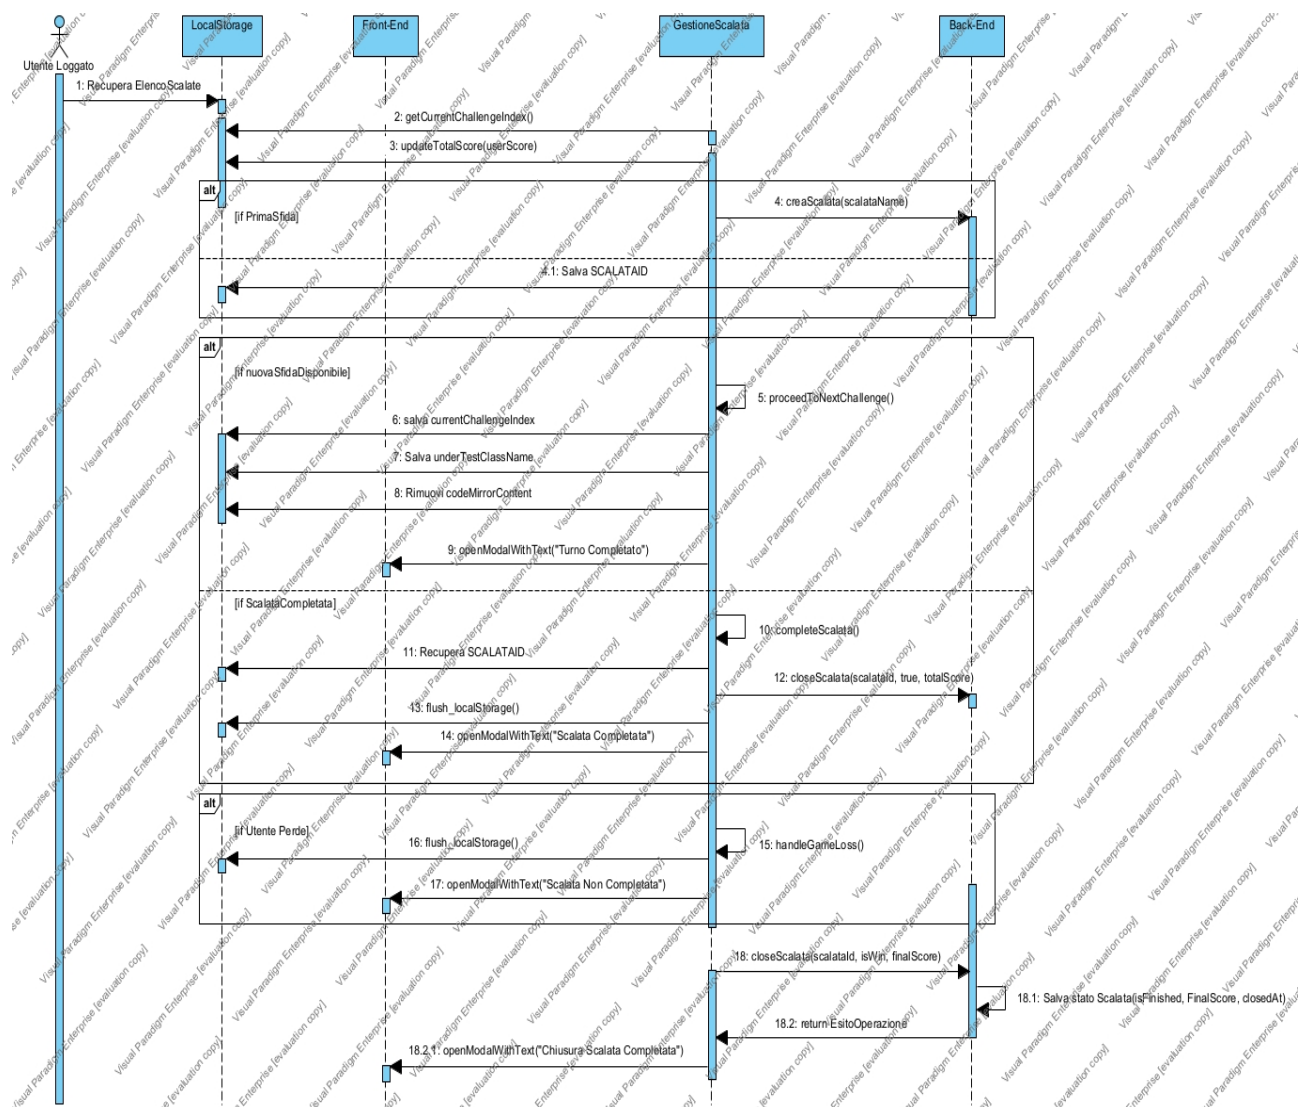 LocalStorage
Front-End
GestioneScalata
Back-End
Utente Loggato
1: Recupera ElencoScalate
2: getCurrentChallengeIndex()
3: updateTotalScore(userScore)
alt
[if PrimaSfida]
4: creaScalata(scalataName)
4.1: Salva SCALATAID
alt
[if nuovaSfidaDisponibile]
5: proceedToNextChallenge()
6: salva currentChallengeIndex
7: Salva underTestClassName
8: Rimuovi codeMirrorContent
9: openModalWithText("Turno Completato")
[if ScalataCompletata]
10: completeScalata()
11: Recupera SCALATAID
12: closeScalata(scalataId, true, totalScore)
13: flush_localStorage()
14: openModalWithText("Scalata Completata")
alt
[if Utente Perde]
15: handleGameLoss()
16: flush_localStorage()
17: openModalWithText("Scalata Non Completata")
18: closeScalata(scalataId, isWin, finalScore)
18.1: Salva stato Scalata(isFinished, FinalScore, closedAt)
18.2: return EsitoOperazione
18.2.1: openModalWithText("Chiusura Scalata Completata")
Visual Paradigm Enterprise [evaluation copy]